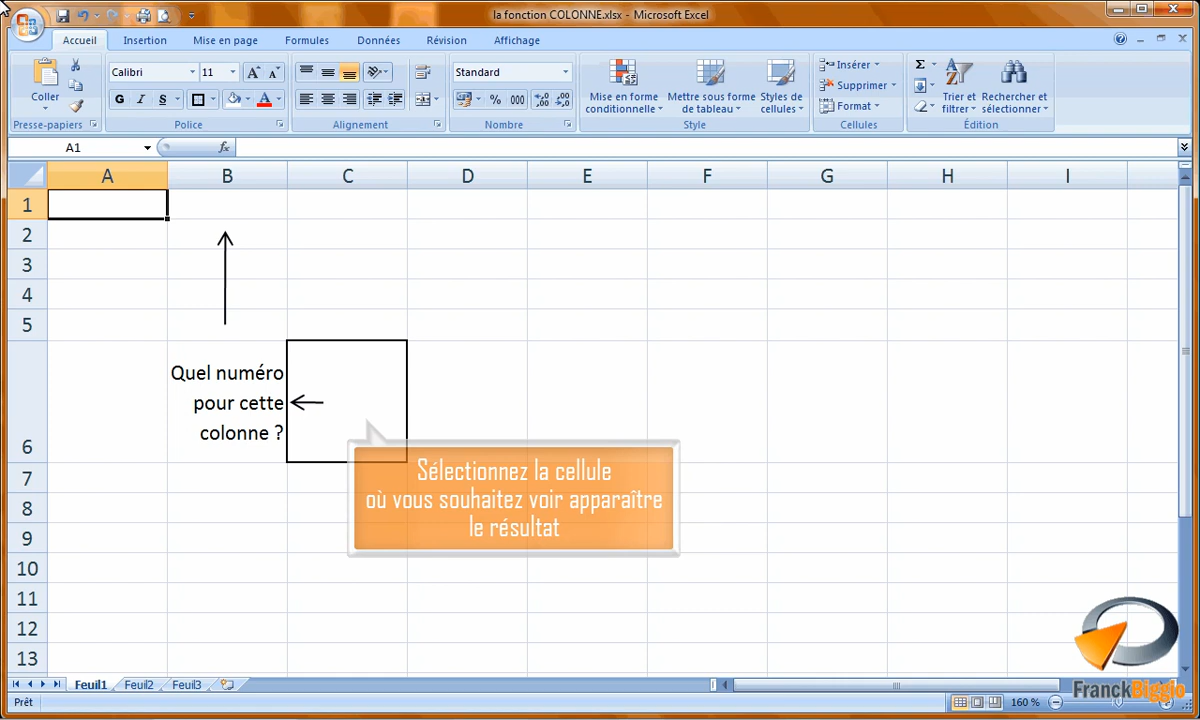 la fonction COLONNE.xlsx - Microsoft Excel
Accueil Insertion Mise en page Formules Données Révision Affichage
Coller
Presse-papiers
Calibri 11
G I S
Police
Alignement
Standard
% 000
Nombre
Mise en forme conditionnelle
Mettre sous forme de tableau
Styles de cellules
Style
Insérer
Supprimer
Format
Cellules
Σ
Trier et filtrer
Rechercher et sélectionner
Édition
A1
fx
A B C D E F G H I
1
2
3
4
5
Quel numéro
pour cette
colonne ?
6
Sélectionnez la cellule
où vous souhaitez voir apparaître
le résultat
7
8
9
10
11
12
13
FranckBiggio
Feuil1 Feuil2 Feuil3
Prêt
160 %